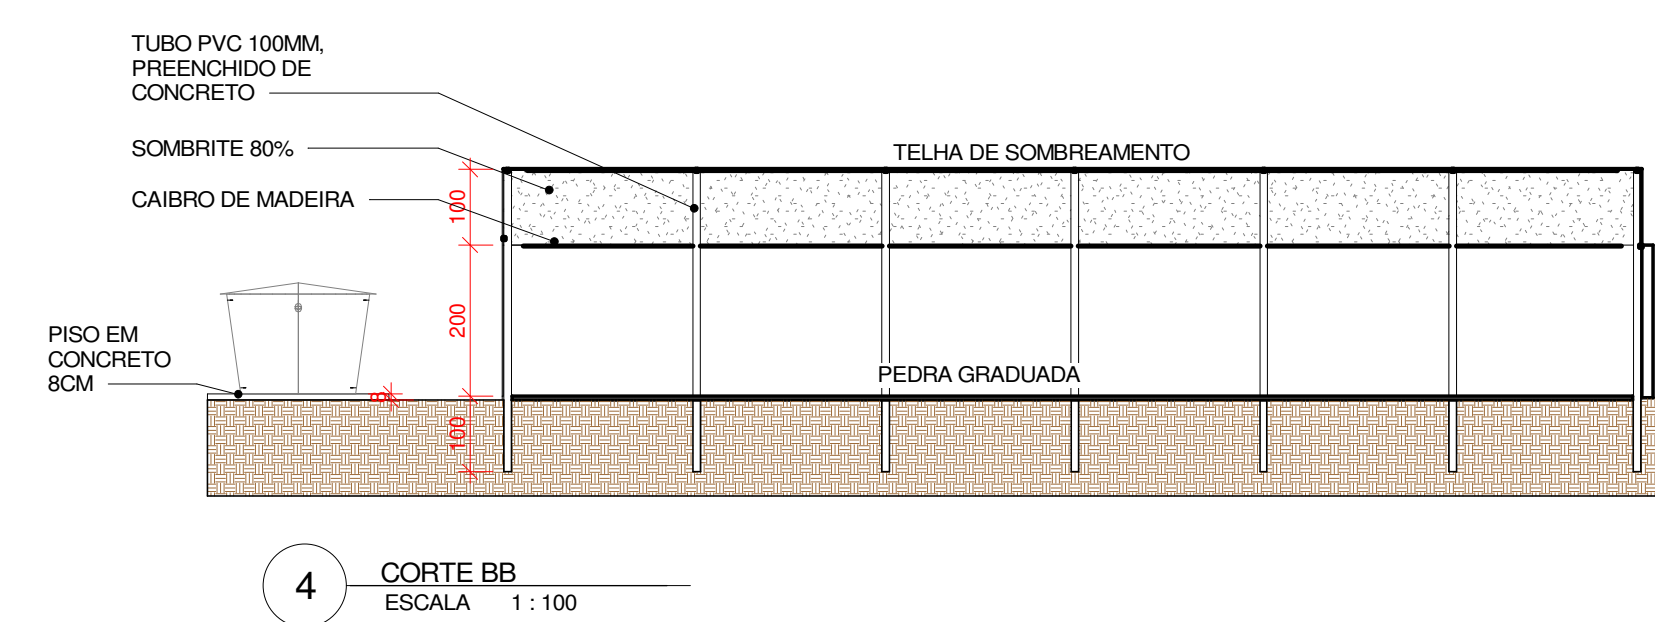 TUBO PVC 100MM,
PREENCHIDO DE
CONCRETO
SOMBRITE 80%
CAIBRO DE MADEIRA
TELHA DE SOMBREAMENTO
100
200
PISO EM
CONCRETO
8CM
8
PEDRA GRADUADA
100
4
CORTE BB
ESCALA 1 : 100